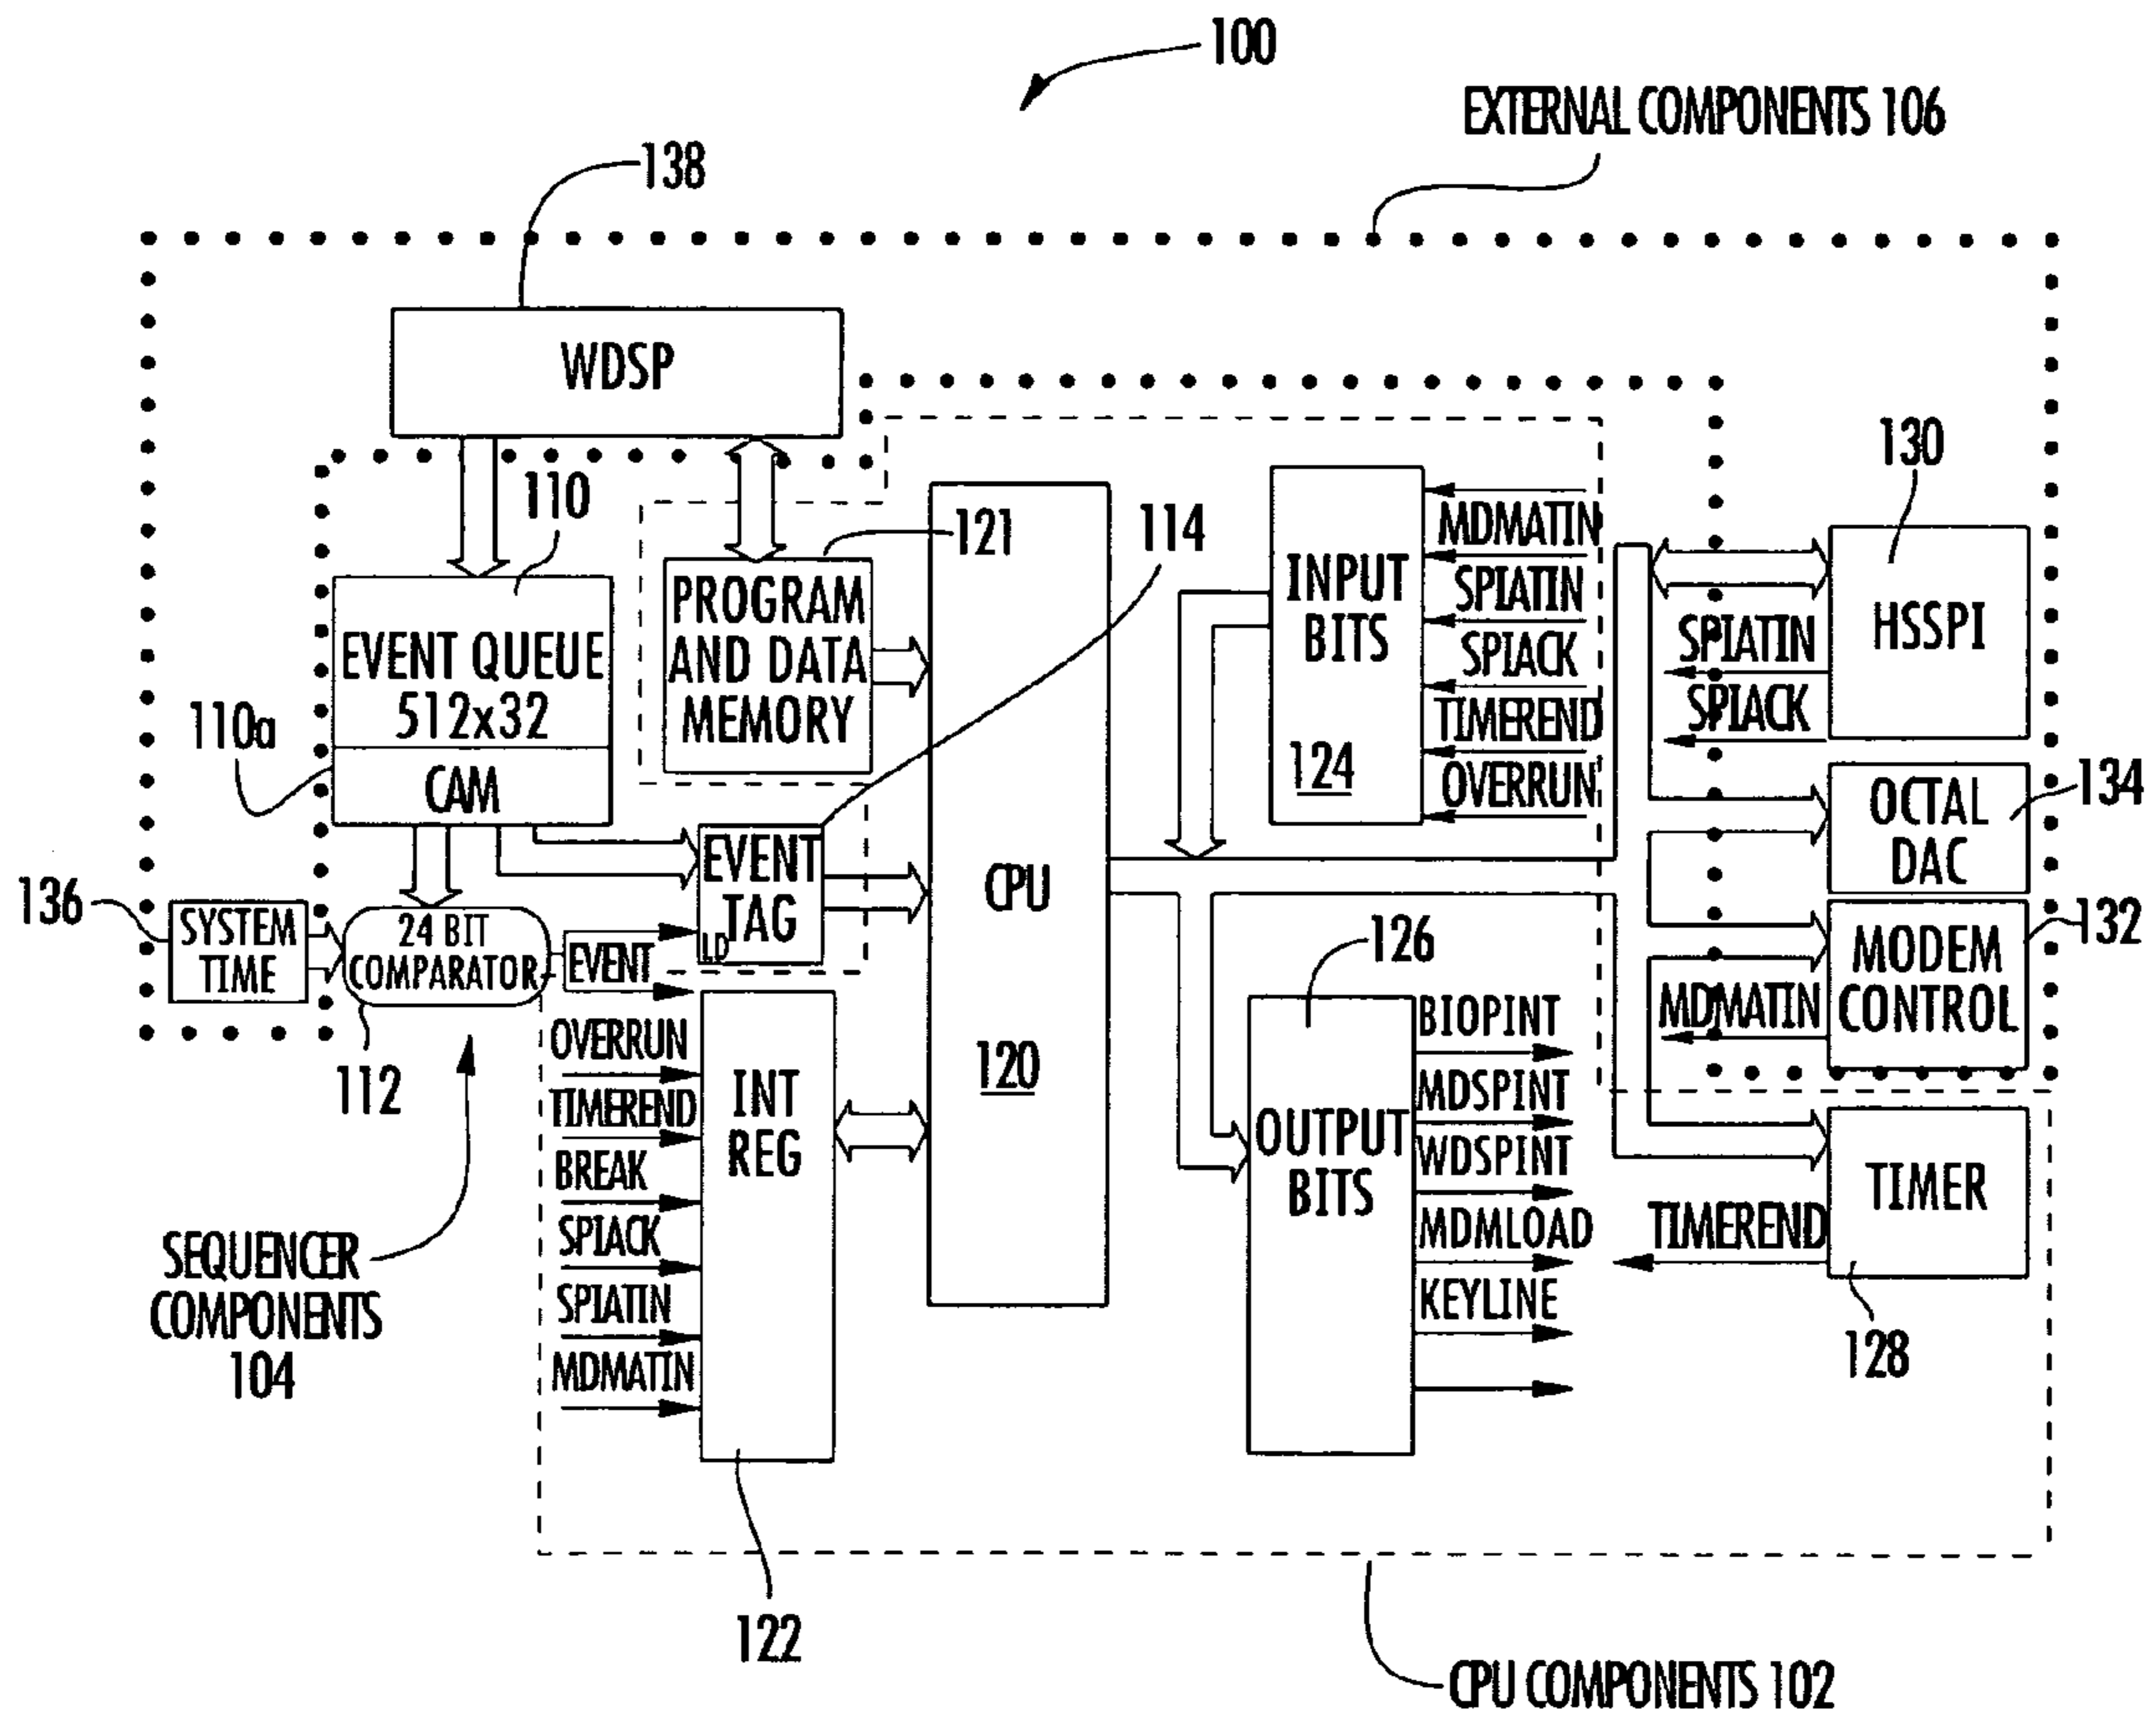 100
EXTERNAL COMPONENTS 106
138
WDSP
110
121
114
130
EVENT QUEUE
512x32
CAM
110a
PROGRAM
AND DATA
MEMORY
INPUT
BITS
124
MDMATIN
SPIATIN
SPIACK
TIMEREND
OVERRUN
HSSPI
SPIATIN
SPIACK
OCTAL
DAC
134
136
SYSTEM
TIME
24 BIT
COMPARATOR
112
EVENT
EVENT
TAG
LD
CPU
120
126
MODEM
CONTROL
132
MDMATIN
OVERRUN
TIMEREND
BREAK
SPIACK
SPIATIN
MDMATIN
INT
REG
122
OUTPUT
BITS
BIOPINT
MDSPINT
WDSPINT
MDMLOAD
KEYLINE
TIMER
TIMEREND
128
SEQUENCER
COMPONENTS
104
CPU COMPONENTS 102